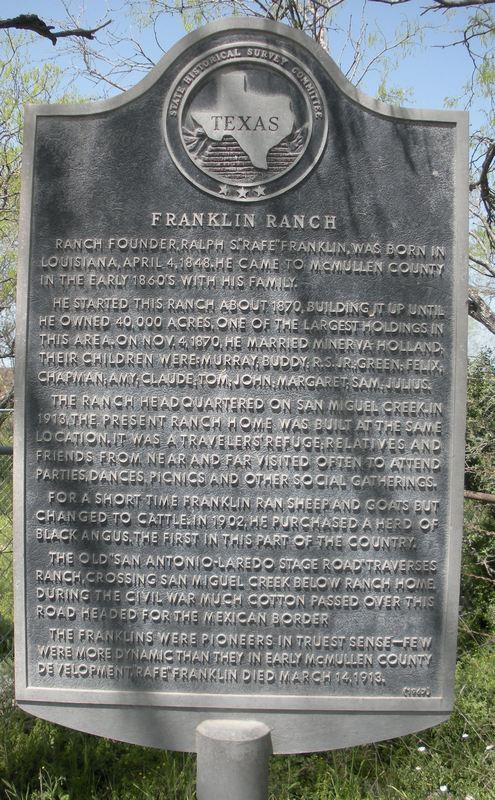 STATE HISTORICAL SURVEY COMMITTEE
TEXAS
FRANKLIN RANCH
RANCH FOUNDER, RALPH S. "RAFE" FRANKLIN, WAS BORN IN
LOUISIANA, APRIL 4, 1848. HE CAME TO McMULLEN COUNTY
IN THE EARLY 1860'S WITH HIS FAMILY.
HE STARTED THIS RANCH ABOUT 1870, BUILDING IT UP UNTIL
HE OWNED 40,000 ACRES, ONE OF THE LARGEST HOLDINGS IN
THIS AREA. ON NOV. 4, 1870, HE MARRIED MINERVA HOLLAND.
THEIR CHILDREN WERE: MURRAY, BUDDY, R.S. JR., GREEN, FELIX,
CHAPMAN, AMY, CLAUDE, TOM, JOHN, MARGARET, SAM, JULIUS.
THE RANCH HEADQUARTERED ON SAN MIGUEL CREEK. IN
1913, THE PRESENT RANCH HOME WAS BUILT AT THE SAME
LOCATION. IT WAS A TRAVELERS' REFUGE; RELATIVES AND
FRIENDS FROM NEAR AND FAR VISITED OFTEN TO ATTEND
PARTIES, DANCES, PICNICS AND OTHER SOCIAL GATHERINGS.
FOR A SHORT TIME FRANKLIN RAN SHEEP AND GOATS BUT
CHANGED TO CATTLE; IN 1902, HE PURCHASED A HERD OF
BLACK ANGUS, THE FIRST IN THIS PART OF THE COUNTRY.
THE OLD "SAN ANTONIO-LAREDO STAGE ROAD" TRAVERSES
RANCH, CROSSING SAN MIGUEL CREEK BELOW RANCH HOME.
DURING THE CIVIL WAR MUCH COTTON PASSED OVER THIS
ROAD HEADED FOR THE MEXICAN BORDER
THE FRANKLINS WERE PIONEERS IN TRUEST SENSE—FEW
WERE MORE DYNAMIC THAN THEY IN EARLY McMULLEN COUNTY
DEVELOPMENT. "RAFE" FRANKLIN DIED MARCH 14, 1913.
(1967)